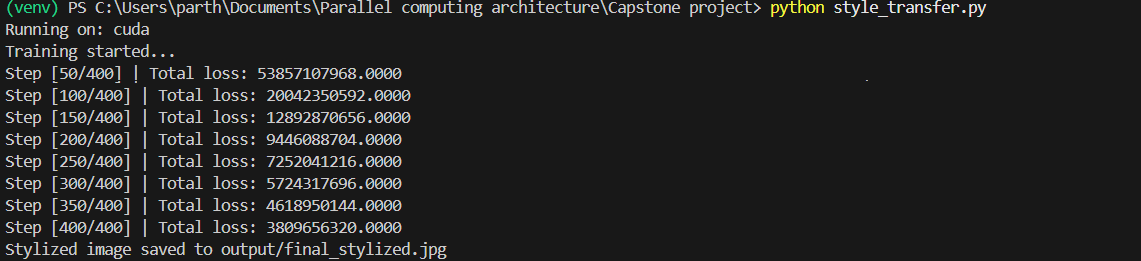 (venv) PS C:\Users\parth\Documents\Parallel computing architecture\Capstone project> python style_transfer.py
Running on: cuda
Training started...
Step [50/400] | Total loss: 53857107968.0000
Step [100/400] | Total loss: 20042350592.0000
Step [150/400] | Total loss: 12892870656.0000
Step [200/400] | Total loss: 9446088704.0000
Step [250/400] | Total loss: 7252041216.0000
Step [300/400] | Total loss: 5724317696.0000
Step [350/400] | Total loss: 4618950144.0000
Step [400/400] | Total loss: 3809656320.0000
Stylized image saved to output/final_stylized.jpg